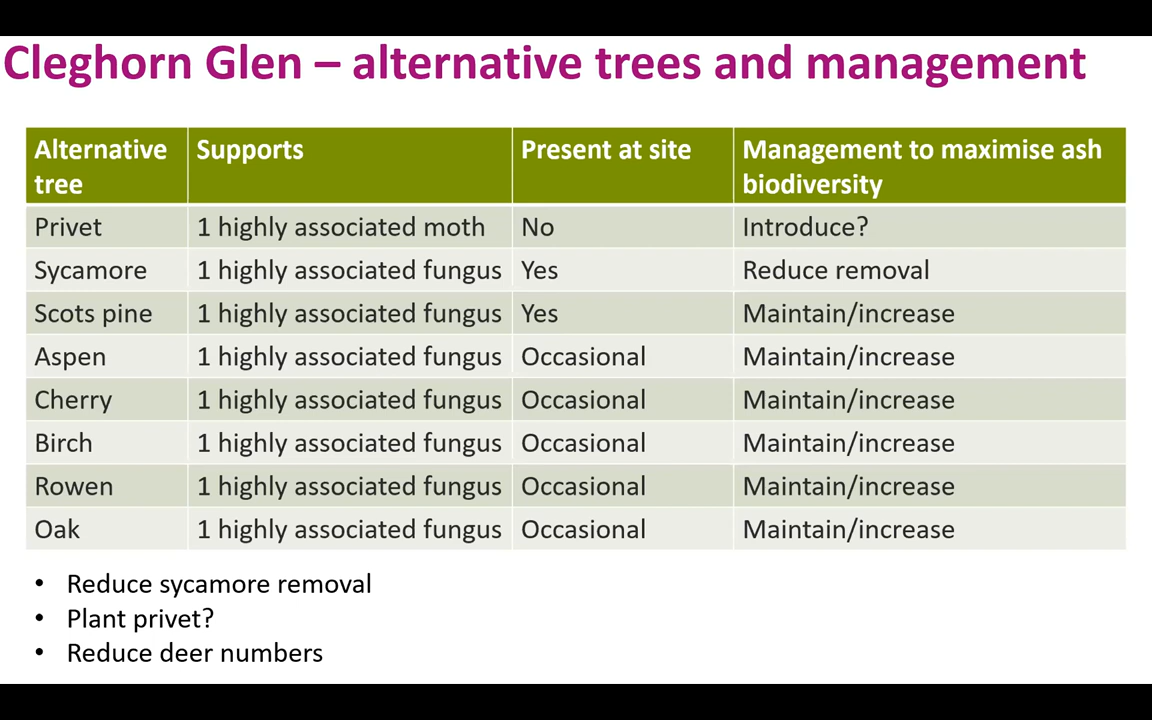 Cleghorn Glen – alternative trees and management
Alternative tree Supports Present at site Management to maximise ash biodiversity
Privet 1 highly associated moth No Introduce?
Sycamore 1 highly associated fungus Yes Reduce removal
Scots pine 1 highly associated fungus Yes Maintain/increase
Aspen 1 highly associated fungus Occasional Maintain/increase
Cherry 1 highly associated fungus Occasional Maintain/increase
Birch 1 highly associated fungus Occasional Maintain/increase
Rowen 1 highly associated fungus Occasional Maintain/increase
Oak 1 highly associated fungus Occasional Maintain/increase
• Reduce sycamore removal
• Plant privet?
• Reduce deer numbers